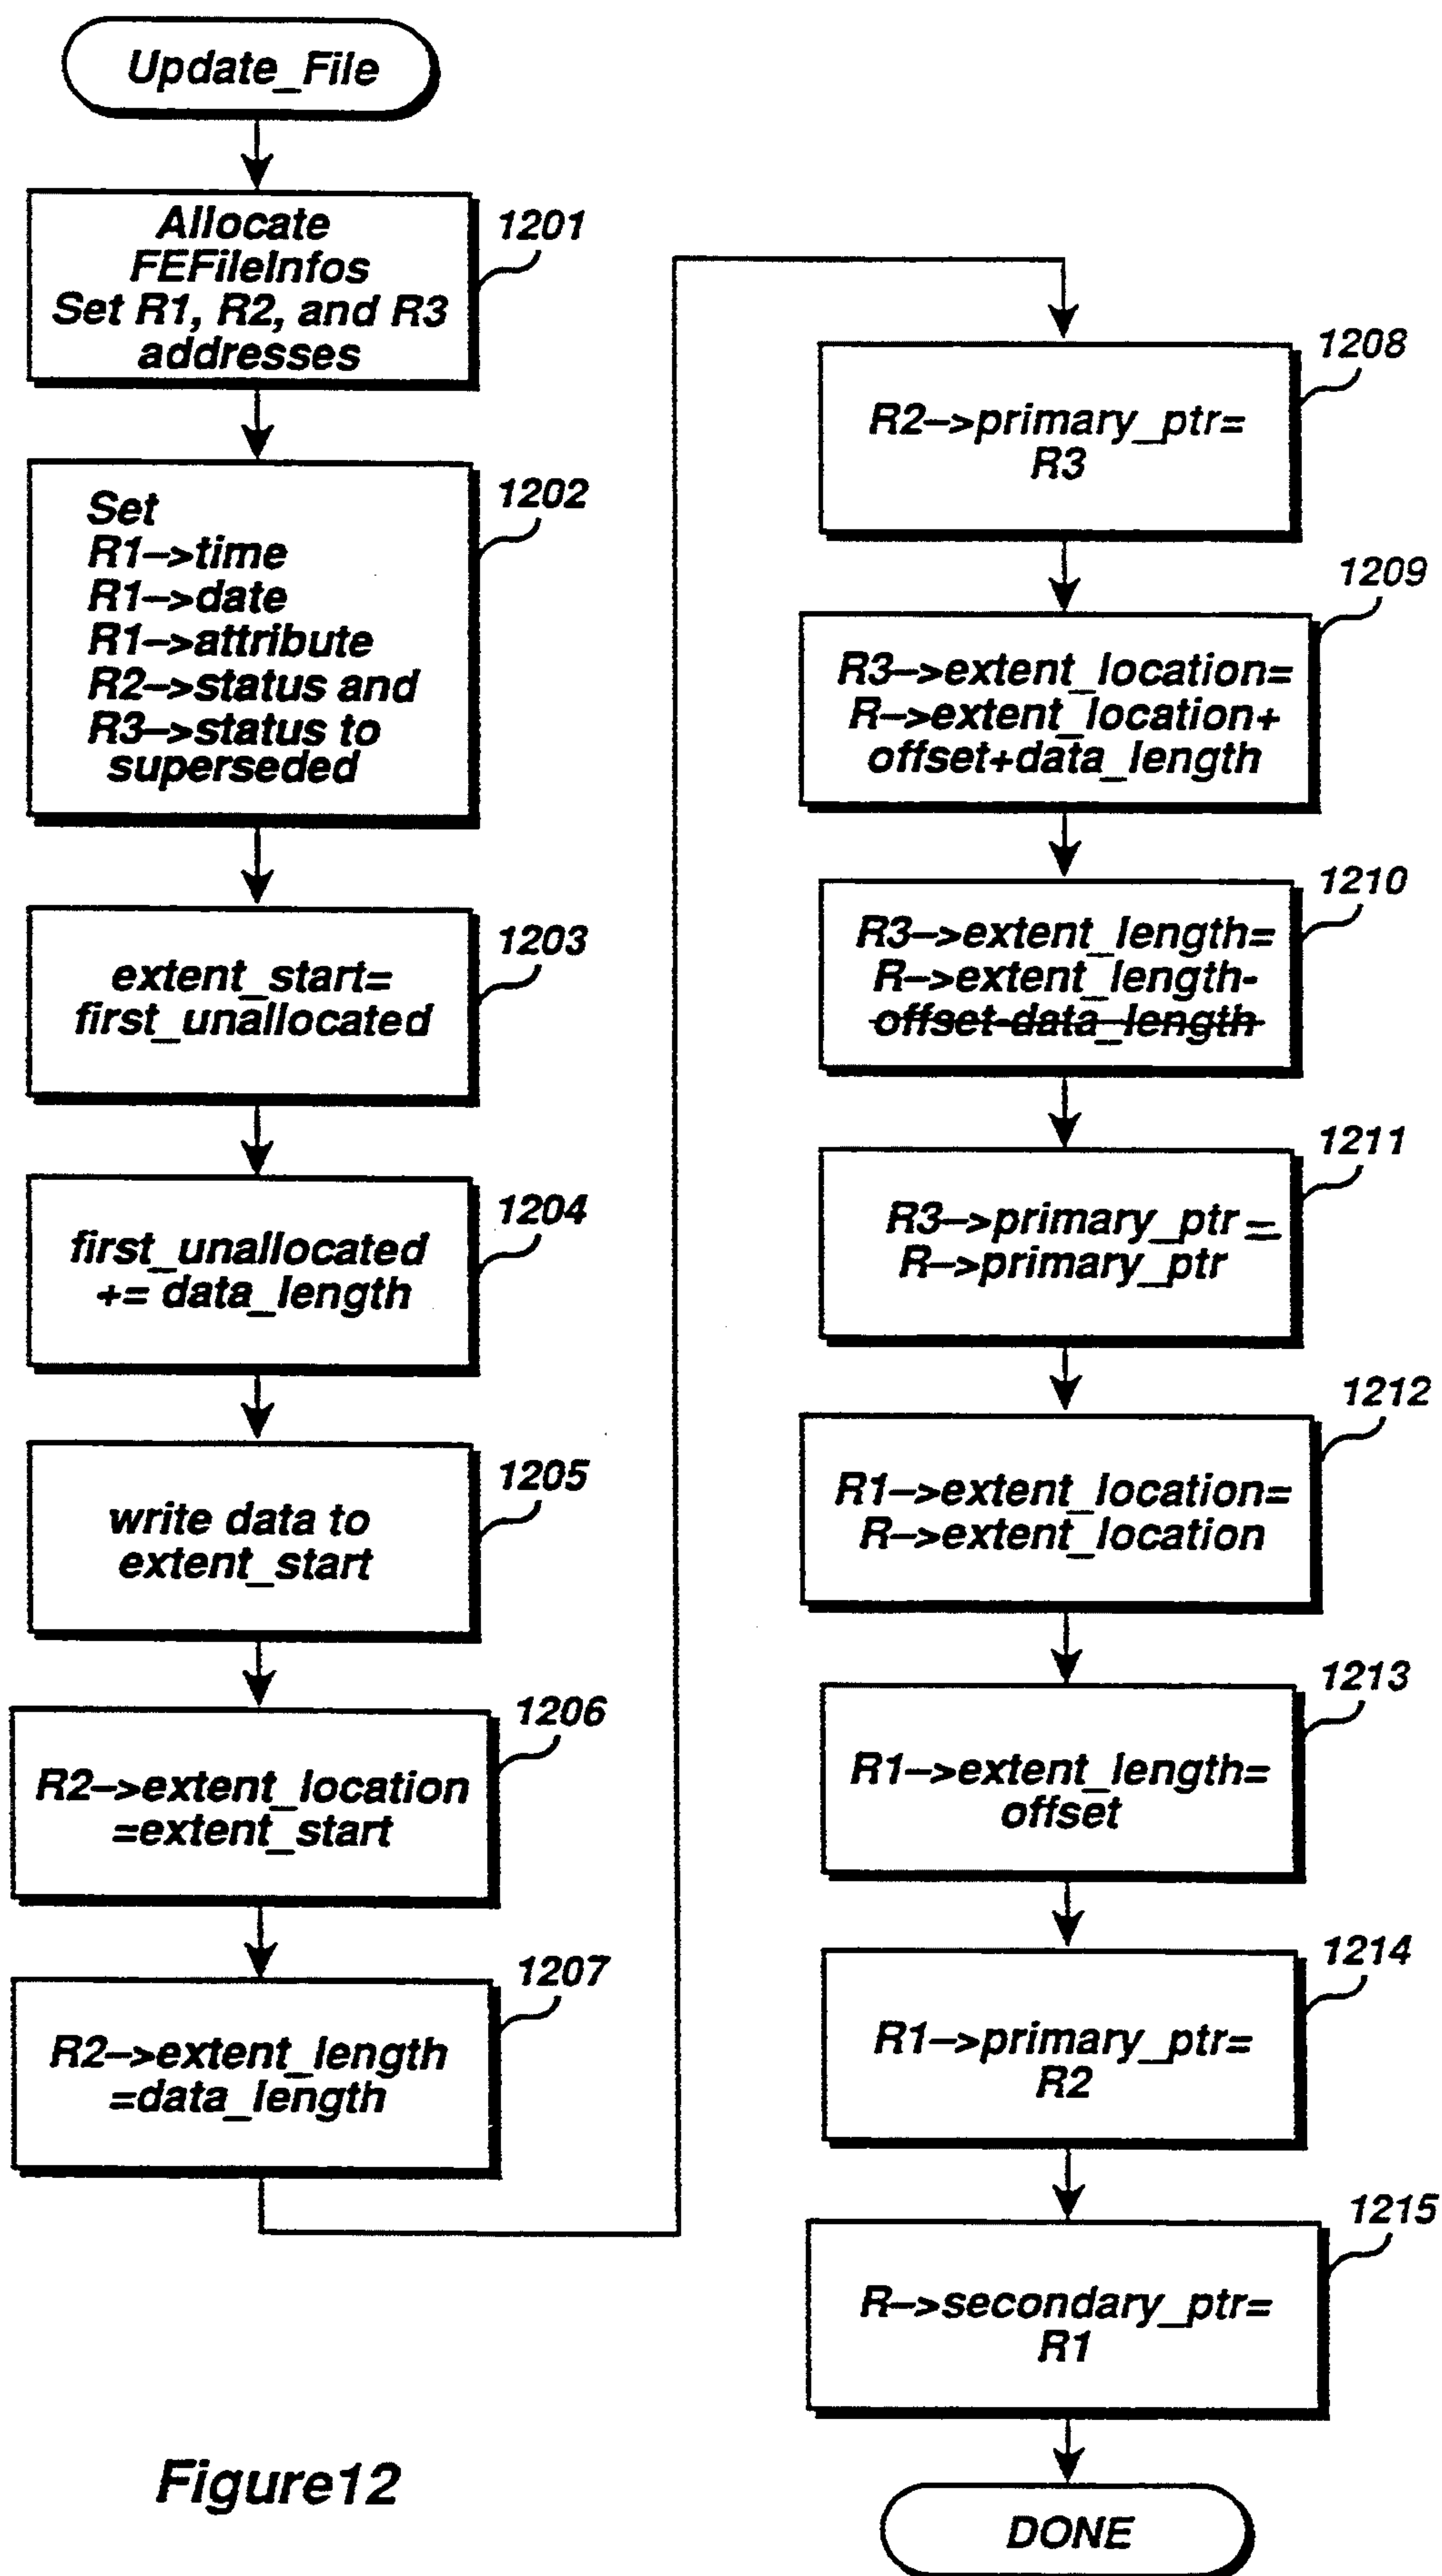 Update_File
Allocate
FEFileInfos
Set R1, R2, and R3
addresses
1201
Set
R1–>time
R1–>date
R1–>attribute
R2–>status and
R3–>status to
superseded
1202
extent_start=
first_unallocated
1203
first_unallocated
+= data_length
1204
write data to
extent_start
1205
R2–>extent_location
=extent_start
1206
R2–>extent_length
=data_length
1207
R2–>primary_ptr=
R3
1208
R3–>extent_location=
R–>extent_location+
offset+data_length
1209
R3–>extent_length=
R–>extent_length-
offset-data_length
1210
R3–>primary_ptr=
R–>primary_ptr
1211
R1–>extent_location=
R–>extent_location
1212
R1–>extent_length=
offset
1213
R1–>primary_ptr=
R2
1214
R–>secondary_ptr=
R1
1215
DONE
Figure12